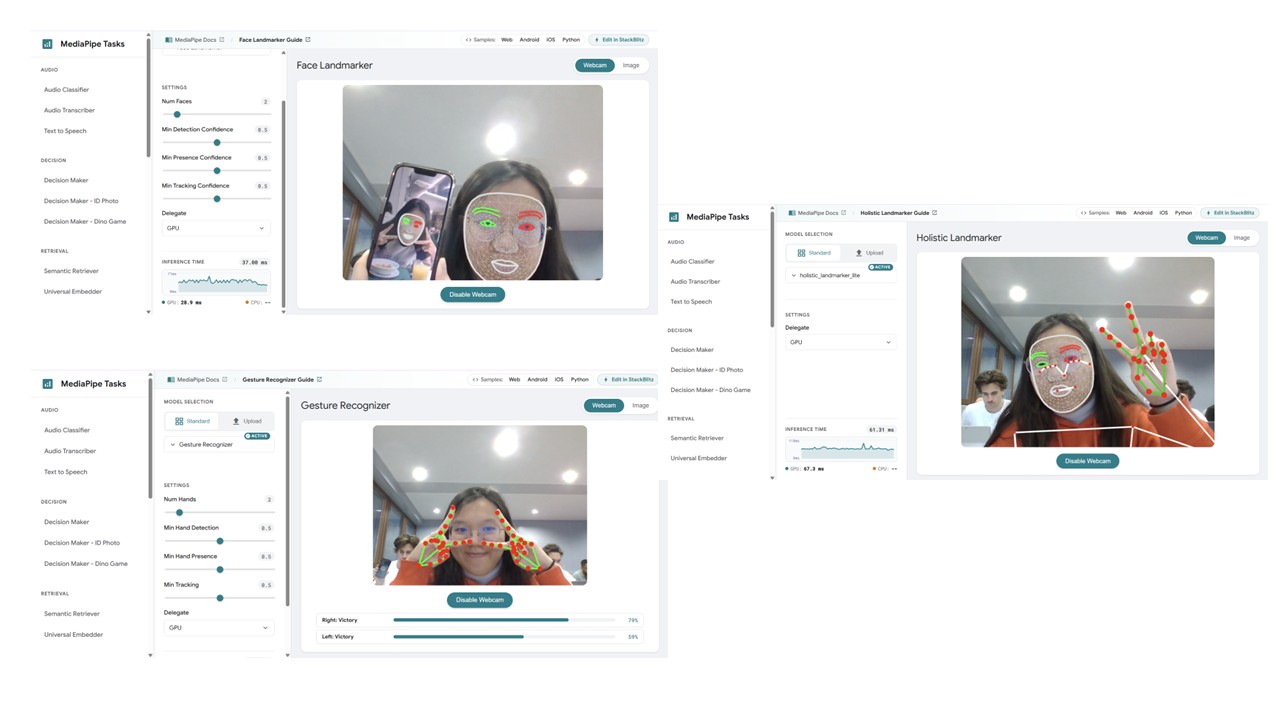 MediaPipe Tasks
AUDIO
Audio Classifier
Audio Transcriber
Text to Speech
DECISION
Decision Maker
Decision Maker - ID Photo
Decision Maker - Dino Game
RETRIEVAL
Semantic Retriever
Universal Embedder
MediaPipe Docs / Face Landmarker Guide
<> Samples: Web Android iOS Python Edit in StackBlitz
SETTINGS
Num Faces 2
Min Detection Confidence 0.5
Min Presence Confidence 0.5
Min Tracking Confidence 0.5
Delegate
GPU
INFERENCE TIME 37.00 ms
GPU: 28.9 ms CPU: --
Face Landmarker
Webcam Image
Disable Webcam
MediaPipe Tasks
AUDIO
Audio Classifier
Audio Transcriber
Text to Speech
DECISION
Decision Maker
Decision Maker - ID Photo
Decision Maker - Dino Game
RETRIEVAL
Semantic Retriever
Universal Embedder
MediaPipe Docs / Holistic Landmarker Guide
<> Samples: Web Android iOS Python Edit in StackBlitz
MODEL SELECTION
Standard Upload
ACTIVE
holistic_landmarker_lite
SETTINGS
Delegate
GPU
INFERENCE TIME 61.31 ms
GPU: 67.3 ms CPU: --
Holistic Landmarker
Webcam Image
Disable Webcam
MediaPipe Tasks
AUDIO
Audio Classifier
Audio Transcriber
Text to Speech
DECISION
Decision Maker
Decision Maker - ID Photo
Decision Maker - Dino Game
RETRIEVAL
Semantic Retriever
Universal Embedder
MediaPipe Docs / Gesture Recognizer Guide
<> Samples: Web Android iOS Python Edit in StackBlitz
MODEL SELECTION
Standard Upload
ACTIVE
Gesture Recognizer
SETTINGS
Num Hands 2
Min Hand Detection 0.5
Min Hand Presence 0.5
Min Tracking 0.5
Delegate
GPU
Gesture Recognizer
Webcam Image
Disable Webcam
Right: Victory 79%
Left: Victory 59%